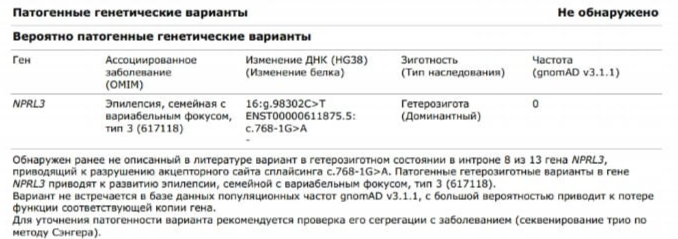 Патогенные генетические варианты Не обнаружено
Вероятно патогенные генетические варианты
Ген Ассоциированное заболевание (OMIM) Изменение ДНК (HG38) (Изменение белка) Зиготность (Тип наследования) Частота (gnomAD v3.1.1)
NPRL3 Эпилепсия, семейная с вариабельным фокусом, тип 3 (617118) 16:g.98302C>T ENST00000611875.5: c.768-1G>A - Гетерозигота (Доминантный) 0
Обнаружен ранее не описанный в литературе вариант в гетерозиготном состоянии в интроне 8 из 13 гена NPRL3,
приводящий к разрушению акцепторного сайта сплайсинга c.768-1G>A. Патогенные гетерозиготные варианты в гене
NPRL3 приводят к развитию эпилепсии, семейной с вариабельным фокусом, тип 3 (617118).
Вариант не встречается в базе данных популяционных частот gnomAD v3.1.1, с большой вероятностью приводит к потере
функции соответствующей копии гена.
Для уточнения патогенности варианта рекомендуется проверка его сегрегации с заболеванием (секвенирование трио по
методу Сэнгера).